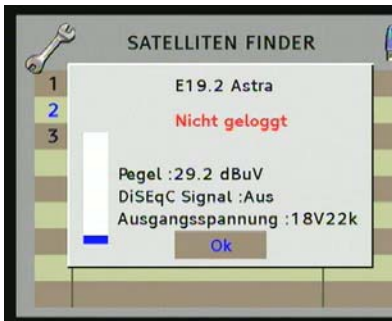 SATELLITEN FINDER
1
E19.2 Astra
2
Nicht geloggt
3
Pegel :29.2 dBuV
DiSEqC Signal :Aus
Ausgangsspannung :18V22k
Ok